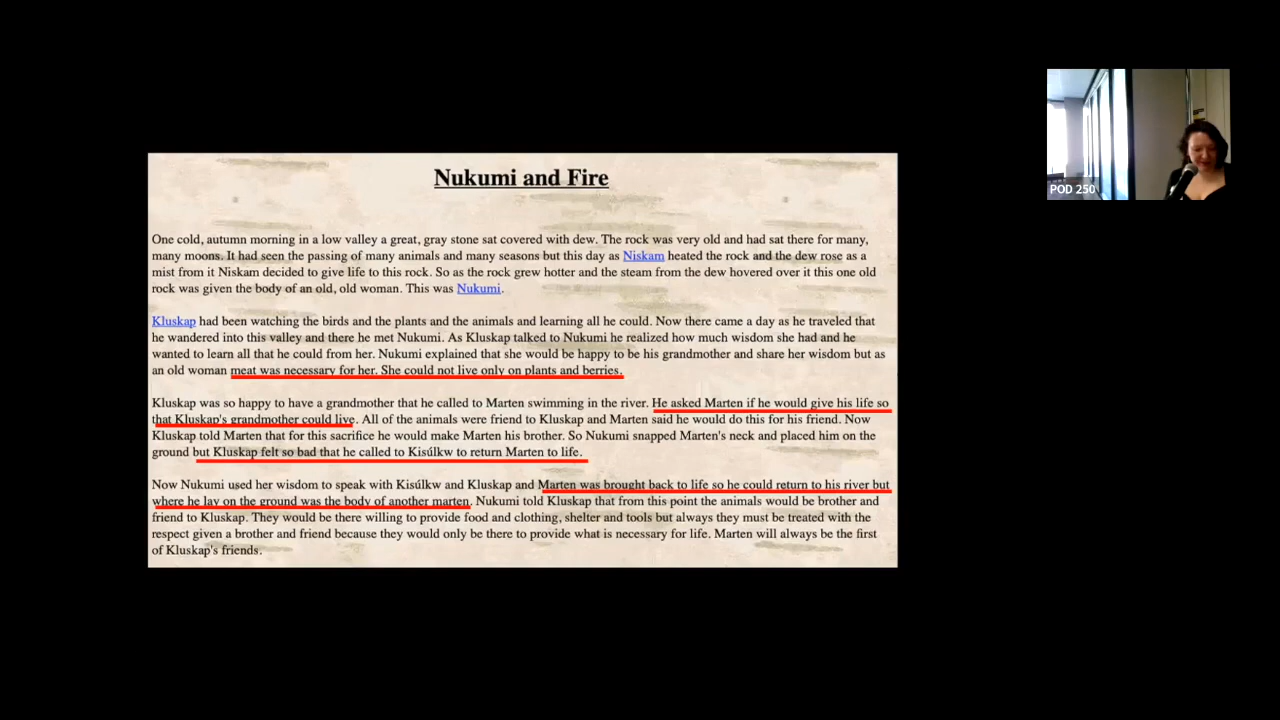 Nukumi and Fire
One cold, autumn morning in a low valley a great, gray stone sat covered with dew. The rock was very old and had sat there for many,
many moons. It had seen the passing of many animals and many seasons but this day as Niskam heated the rock and the dew rose as a
mist from it Niskam decided to give life to this rock. So as the rock grew hotter and the steam from the dew hovered over it this one old
rock was given the body of an old, old woman. This was Nukumi.
Kluskap had been watching the birds and the plants and the animals and learning all he could. Now there came a day as he traveled that
he wandered into this valley and there he met Nukumi. As Kluskap talked to Nukumi he realized how much wisdom she had and he
wanted to learn all that he could from her. Nukumi explained that she would be happy to be his grandmother and share her wisdom but as
an old woman meat was necessary for her. She could not live only on plants and berries.
Kluskap was so happy to have a grandmother that he called to Marten swimming in the river. He asked Marten if he would give his life so
that Kluskap's grandmother could live. All of the animals were friend to Kluskap and Marten said he would do this for his friend. Now
Kluskap told Marten that for this sacrifice he would make Marten his brother. So Nukumi snapped Marten's neck and placed him on the
ground but Kluskap felt so bad that he called to Kisúlkw to return Marten to life.
Now Nukumi used her wisdom to speak with Kisúlkw and Kluskap and Marten was brought back to life so he could return to his river but
where he lay on the ground was the body of another marten. Nukumi told Kluskap that from this point the animals would be brother and
friend to Kluskap. They would be there willing to provide food and clothing, shelter and tools but always they must be treated with the
respect given a brother and friend because they would only be there to provide what is necessary for life. Marten will always be the first
of Kluskap's friends.
POD 250